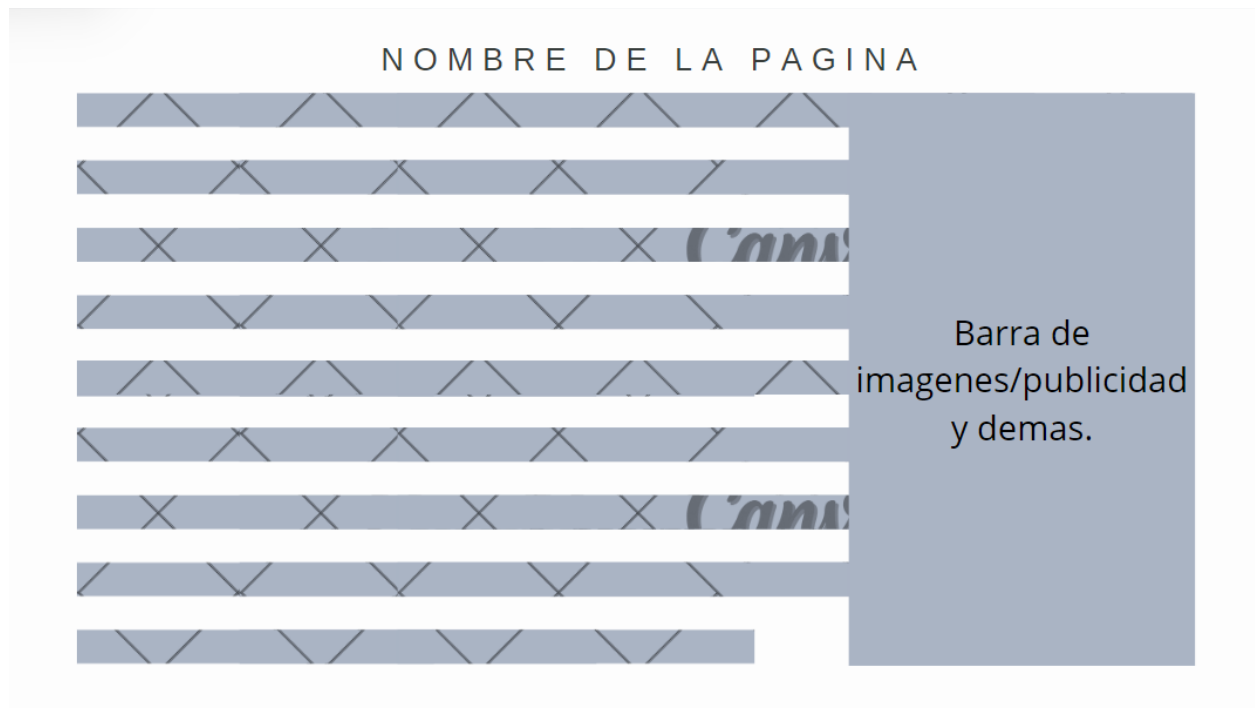 NOMBRE DE LA PAGINA
Barra de
imagenes/publicidad
y demas.